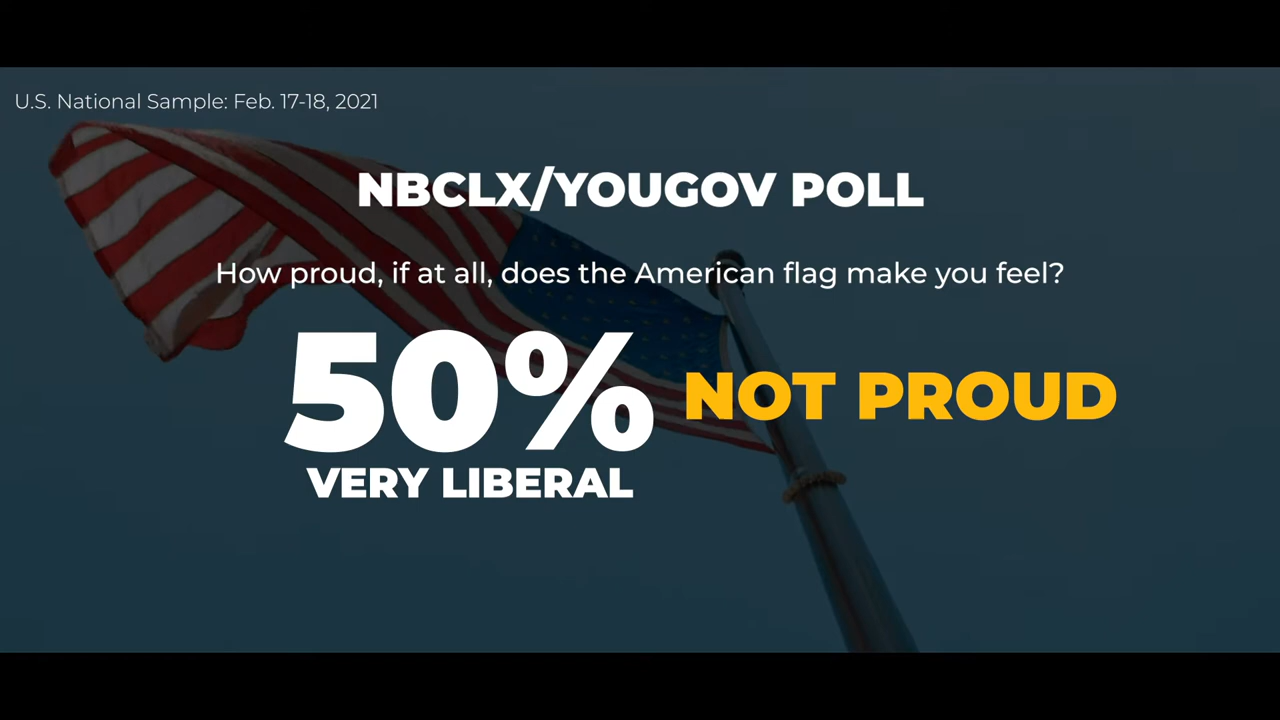 U.S. National Sample: Feb. 17-18, 2021
NBCLX/YOUGOV POLL
How proud, if at all, does the American flag make you feel?
50% NOT PROUD
VERY LIBERAL